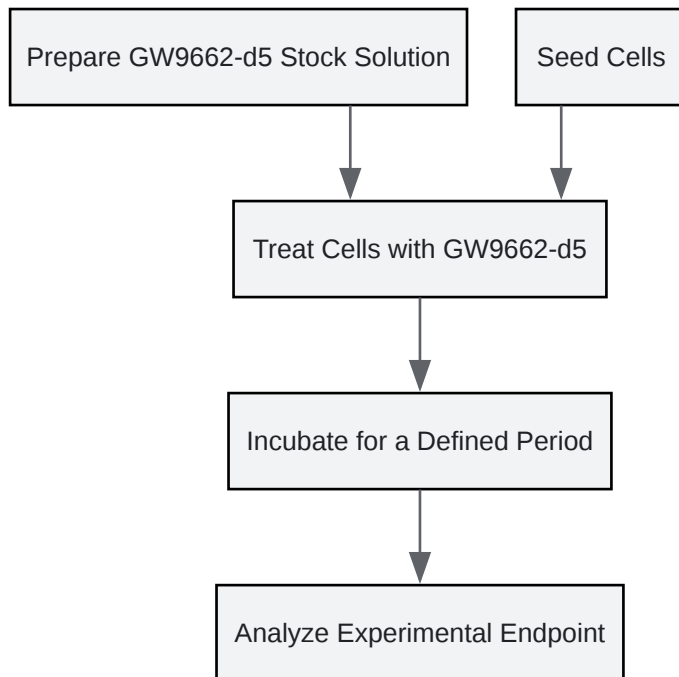 Prepare GW9662-d5 Stock Solution
Seed Cells
Treat Cells with GW9662-d5
Incubate for a Defined Period
Analyze Experimental Endpoint